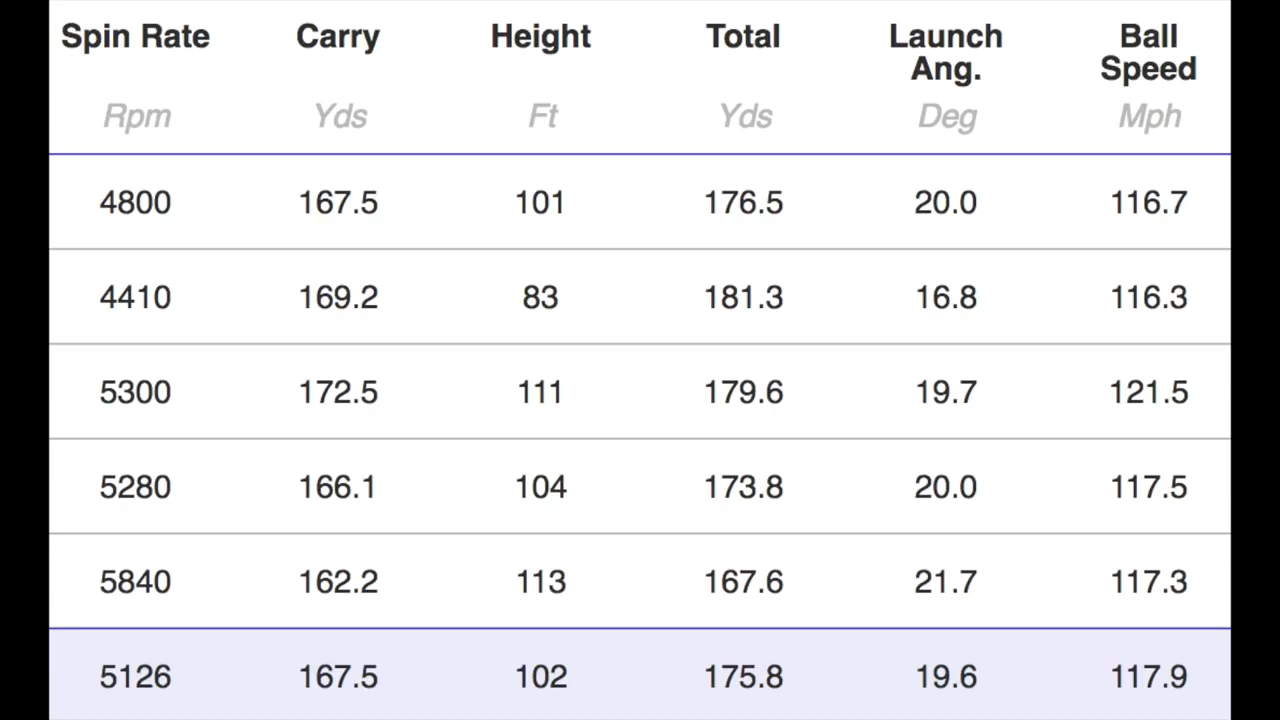 Spin Rate Carry Height Total Launch Ang. Ball Speed
Rpm Yds Ft Yds Deg Mph
4800 167.5 101 176.5 20.0 116.7
4410 169.2 83 181.3 16.8 116.3
5300 172.5 111 179.6 19.7 121.5
5280 166.1 104 173.8 20.0 117.5
5840 162.2 113 167.6 21.7 117.3
5126 167.5 102 175.8 19.6 117.9